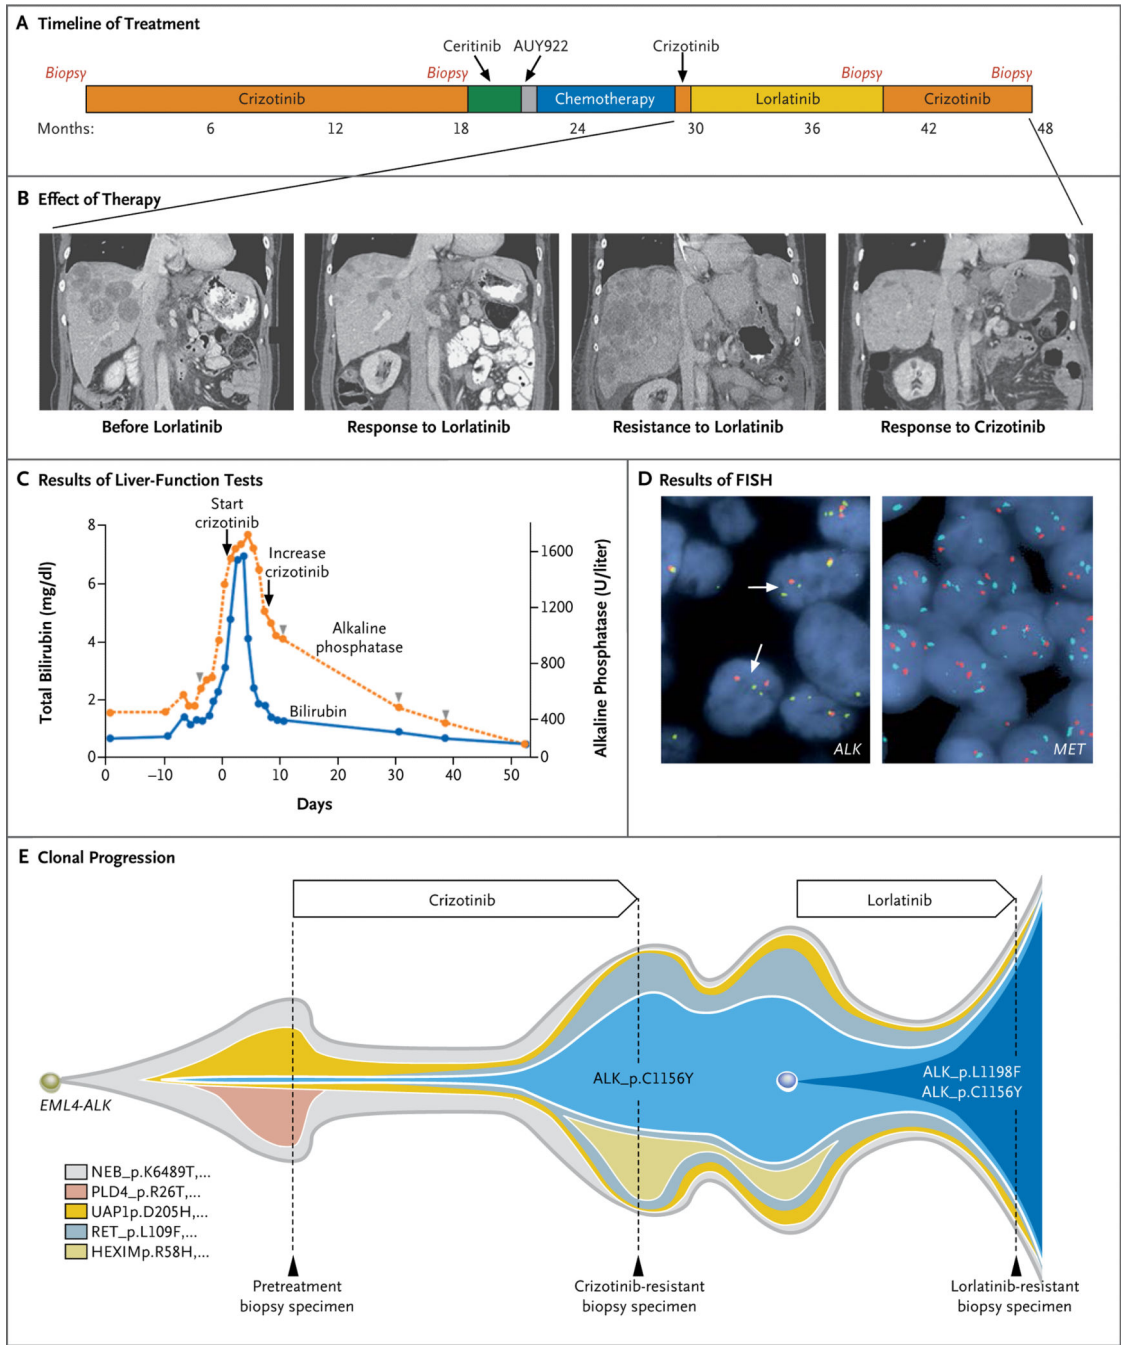 A Timeline of Treatment
Ceritinib AUY922 Crizotinib
Biopsy Biopsy Biopsy Biopsy
Crizotinib Chemotherapy Lorlatinib Crizotinib
Months: 6 12 18 24 30 36 42 48
B Effect of Therapy
Before Lorlatinib Response to Lorlatinib Resistance to Lorlatinib Response to Crizotinib
C Results of Liver-Function Tests
Start
crizotinib
Increase
crizotinib
Alkaline
phosphatase
Bilirubin
Total Bilirubin (mg/dl)
8
6
4
2
0
Alkaline Phosphatase (U/liter)
1600
1200
800
400
0
0 −10 0 10 20 30 40 50
Days
D Results of FISH
ALK MET
E Clonal Progression
Crizotinib Lorlatinib
EML4-ALK
ALK_p.C1156Y
ALK_p.L1198F
ALK_p.C1156Y
NEB_p.K6489T,...
PLD4_p.R26T,...
UAP1p.D205H,...
RET_p.L109F,...
HEXIMp.R58H,...
Pretreatment
biopsy specimen
Crizotinib-resistant
biopsy specimen
Lorlatinib-resistant
biopsy specimen